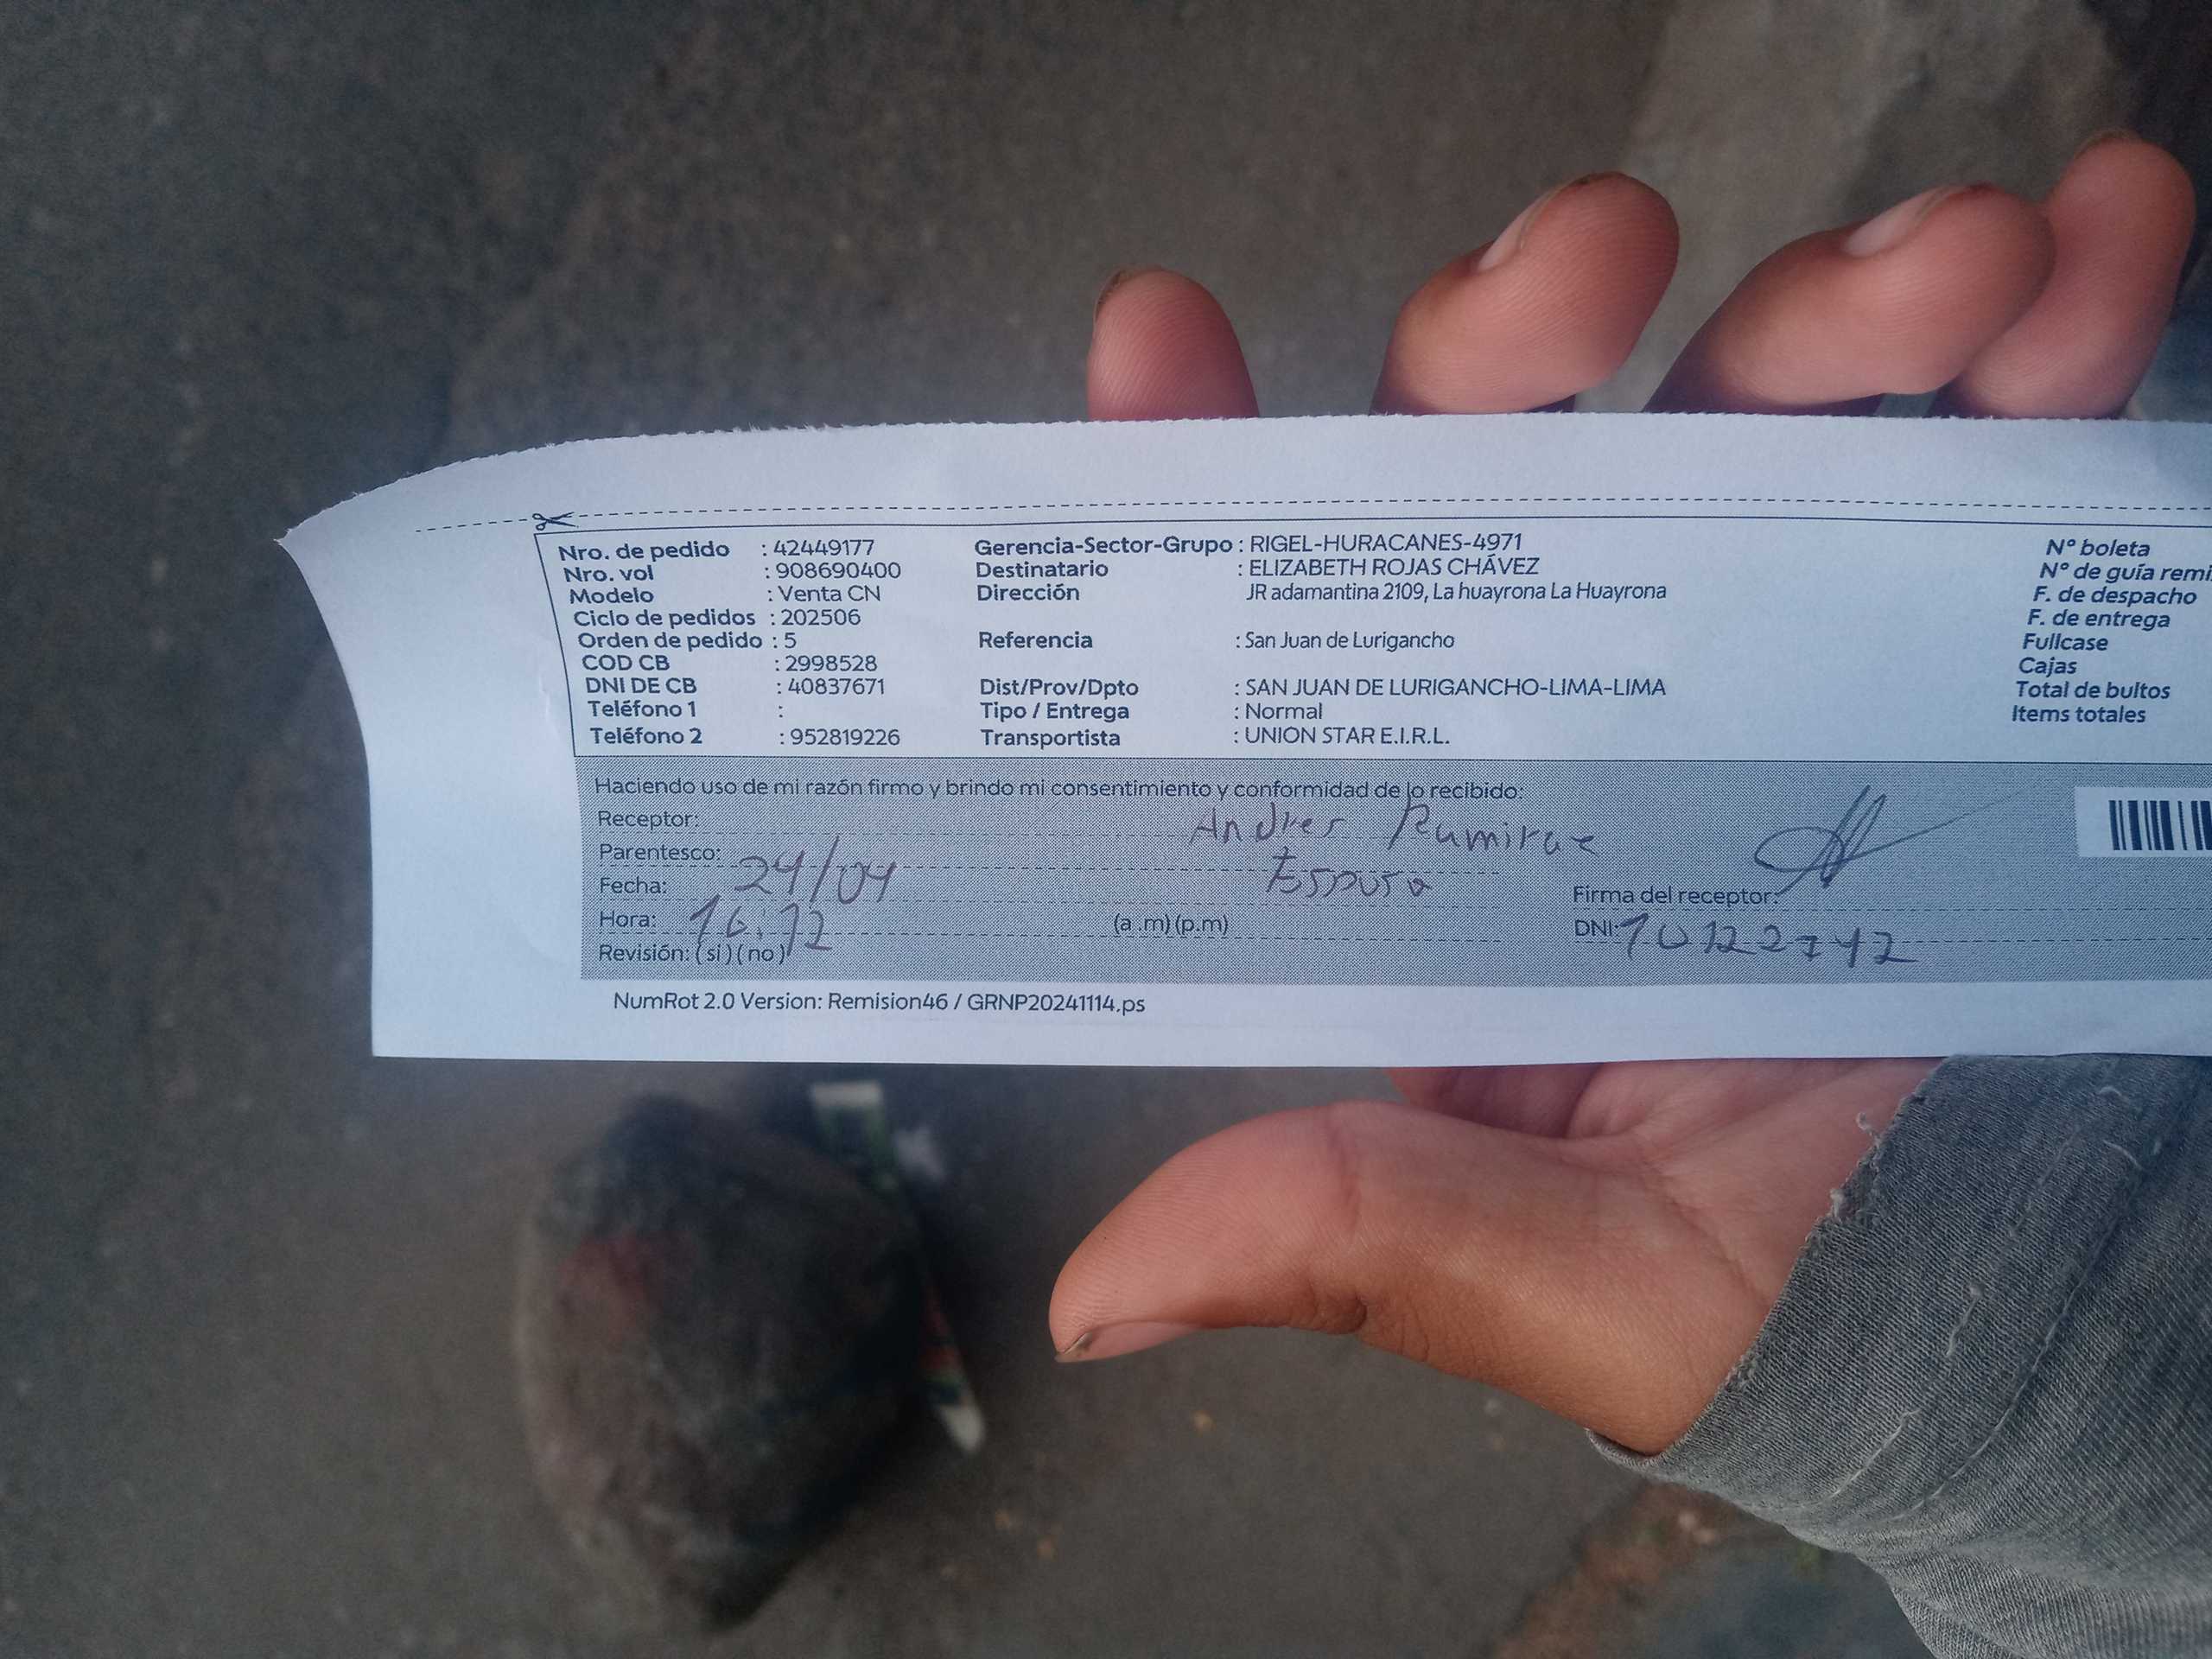 Nro. de pedido : 42449177
Nro. vol : 908690400
Modelo : Venta CN
Ciclo de pedidos : 202506
Orden de pedido : 5
COD CB : 2998528
DNI DE CB : 40837671
Teléfono 1 :
Teléfono 2 : 952819226
Gerencia-Sector-Grupo : RIGEL-HURACANES-4971
Destinatario : ELIZABETH ROJAS CHÁVEZ
Dirección JR adamantina 2109, La huayrona La Huayrona
Referencia : San Juan de Lurigancho
Dist/Prov/Dpto : SAN JUAN DE LURIGANCHO-LIMA-LIMA
Tipo / Entrega : Normal
Transportista : UNION STAR E.I.R.L.
N° boleta
N° de guía remi
F. de despacho
F. de entrega
Fullcase
Cajas
Total de bultos
Items totales
Haciendo uso de mi razón firmo y brindo mi consentimiento y conformidad de lo recibido:
Receptor: Andres
Parentesco: Esposo
Fecha: 24/04
Hora: (a .m) (p.m)
Revisión: (si) (no)
Firma del receptor:
DNI:
NumRot 2.0 Version: Remision46 / GRNP20241114.ps